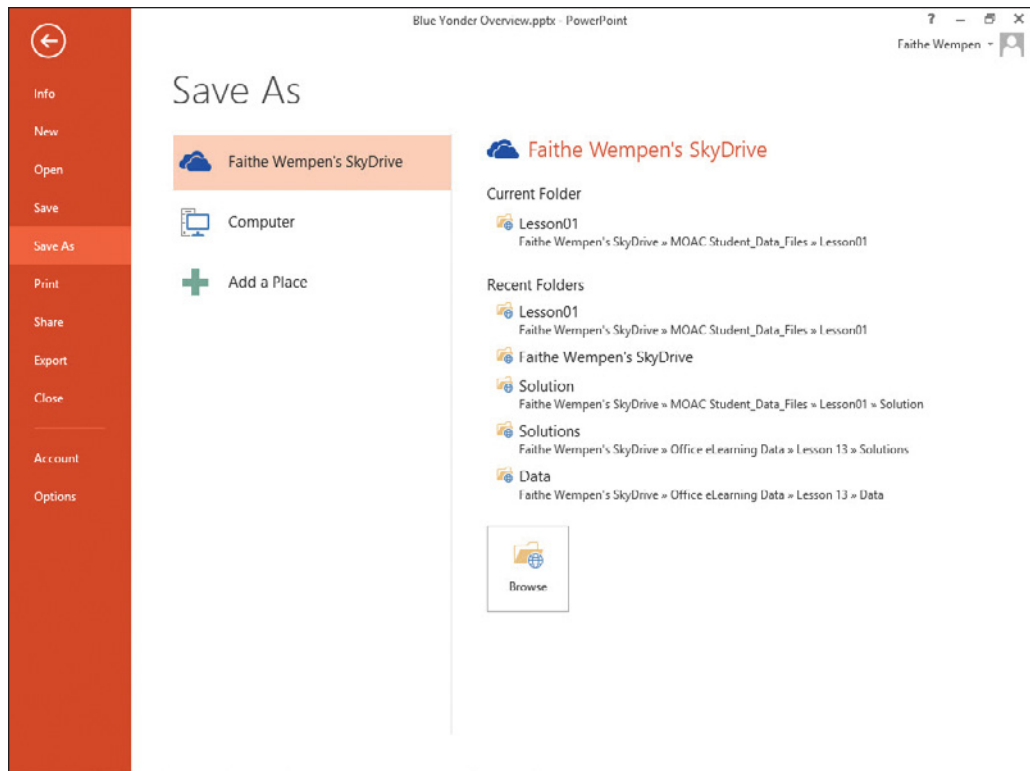 Blue Yonder Overview.pptx - PowerPoint
?
Faithe Wempen
Info
New
Open
Save
Save As
Print
Share
Export
Close
Account
Options
Save As
Faithe Wempen's SkyDrive
Computer
Add a Place
Faithe Wempen's SkyDrive
Current Folder
Lesson01
Faithe Wempen's SkyDrive » MOAC Student_Data_Files » Lesson01
Recent Folders
Lesson01
Faithe Wempen's SkyDrive » MOAC Student_Data_Files » Lesson01
Faithe Wempen's SkyDrive
Solution
Faithe Wempen's SkyDrive » MOAC Student_Data_Files » Lesson01 » Solution
Solutions
Faithe Wempen's SkyDrive » Office eLearning Data » Lesson 13 » Solutions
Data
Faithe Wempen's SkyDrive » Office eLearning Data » Lesson 13 » Data
Browse